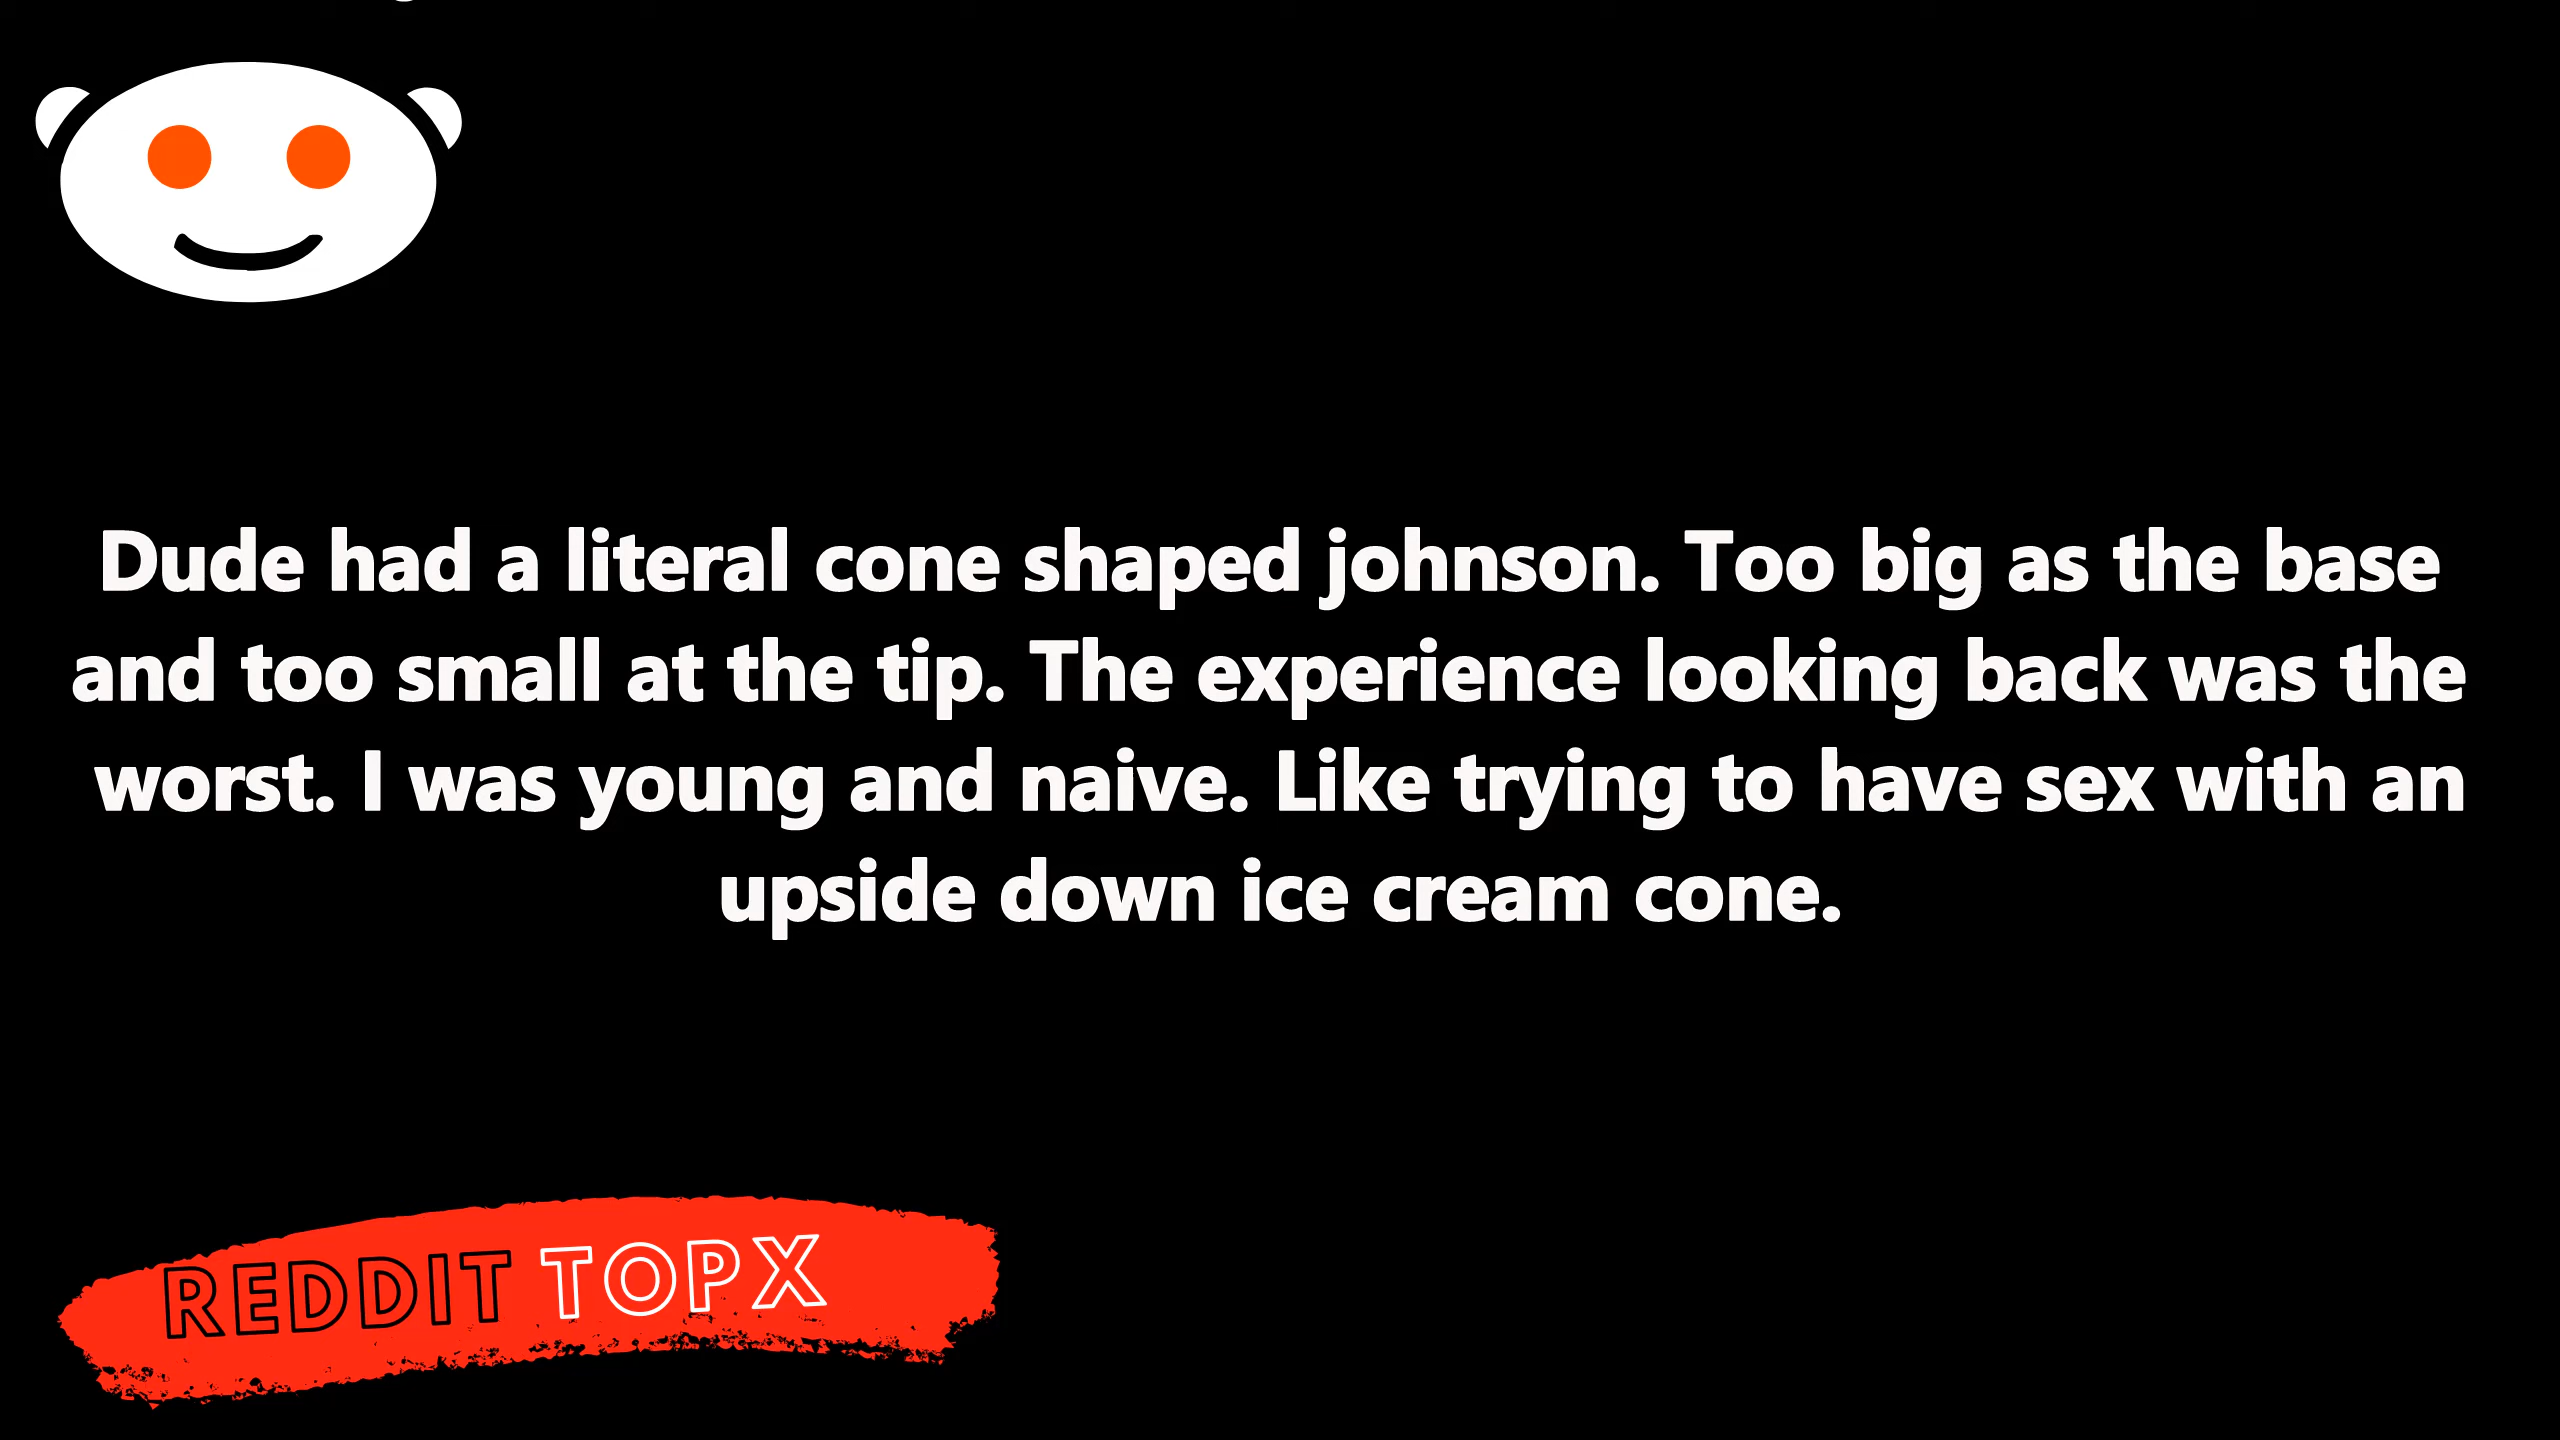 Dude had a literal cone shaped johnson. Too big as the base
and too small at the tip. The experience looking back was the
worst. I was young and naive. Like trying to have sex with an
upside down ice cream cone.
REDDIT TOPX